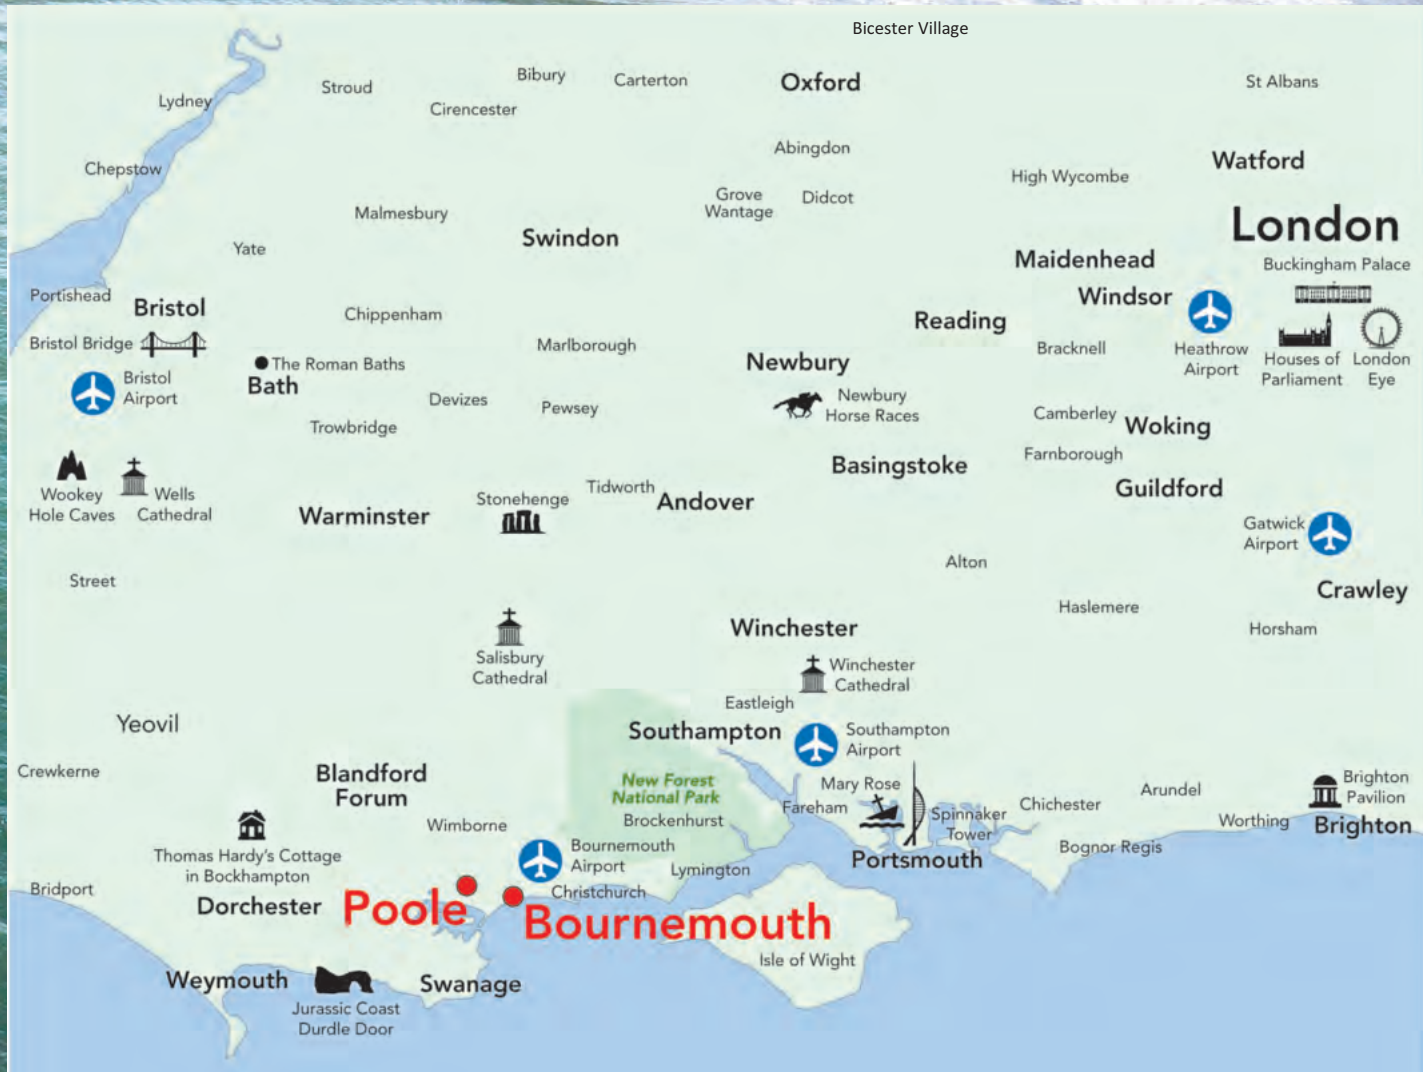 Bicester Village
Bibury
Carterton
Oxford
St Albans
Stroud
Lydney
Cirencester
Abingdon
Watford
Chepstow
High Wycombe
Grove
Wantage
Didcot
Malmesbury
London
Swindon
Yate
Maidenhead
Buckingham Palace
Portishead
Bristol
Windsor
Chippenham
Reading
Bristol Bridge
Marlborough
Bracknell
Heathrow
Airport
Houses of
Parliament
London
Eye
The Roman Baths
Bath
Newbury
Bristol
Airport
Devizes
Pewsey
Newbury
Horse Races
Camberley
Woking
Trowbridge
Farnborough
Basingstoke
Wookey
Hole Caves
Wells
Cathedral
Stonehenge
Tidworth
Andover
Guildford
Warminster
Gatwick
Airport
Street
Alton
Crawley
Haslemere
Winchester
Horsham
Salisbury
Cathedral
Winchester
Cathedral
Eastleigh
Yeovil
Southampton
Southampton
Airport
Crewkerne
Blandford
Forum
New Forest
National Park
Mary Rose
Brighton
Pavilion
Arundel
Chichester
Fareham
Spinnaker
Tower
Brockenhurst
Wimborne
Worthing
Brighton
Thomas Hardy's Cottage
in Bockhampton
Bournemouth
Airport
Portsmouth
Bognor Regis
Lymington
Bridport
Christchurch
Dorchester
Poole
Bournemouth
Isle of Wight
Weymouth
Swanage
Jurassic Coast
Durdle Door